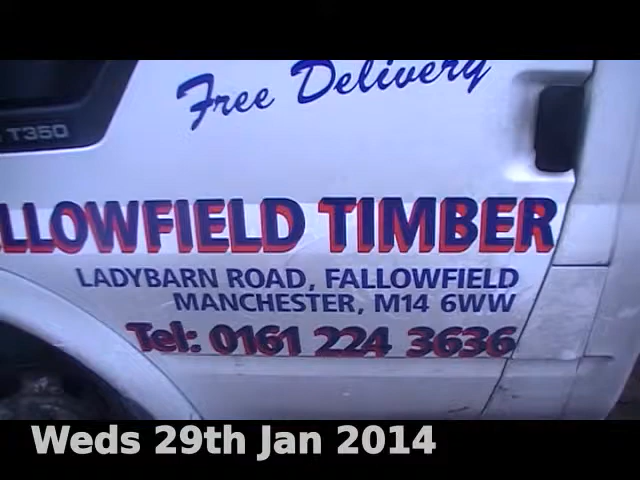 Free Delivery
T350
LLOWFIELD TIMBER
LADYBARN ROAD, FALLOWFIELD
MANCHESTER, M14 6WW
Tel: 0161 224 3636
Weds 29th Jan 2014